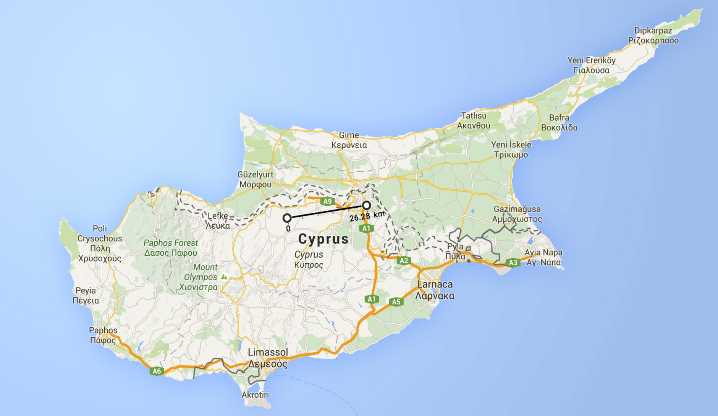 Dipkarpaz
Ριζοκάρπασο
Yeni Erenköy
Γιαλούσα
Tatlısu
Ακανθού
Bafra
Βοκολίδα
Girne
Κερύνεια
Yeni İskele
Τρίκωμο
Güzelyurt
Μόρφου
A9
Gazimağusa
Αμμόχωστος
Lefke
Λεύκα
0
26.28 km
A1
Poli
Crysochous
Πόλη
Χρυσοχούς
Paphos Forest
Δάσος Πάφου
Cyprus
Cyprus
Κύπρος
Pyla
Πύλα
Ayia Napa
Αγ. Νάπα
A2
A3
Mount
Olympos
Χιονίστρα
Peyia
Πέγεια
Larnaca
Λάρνακα
A1
A5
Paphos
Πάφος
Limassol
Λεμεσός
A6
Akrotiri